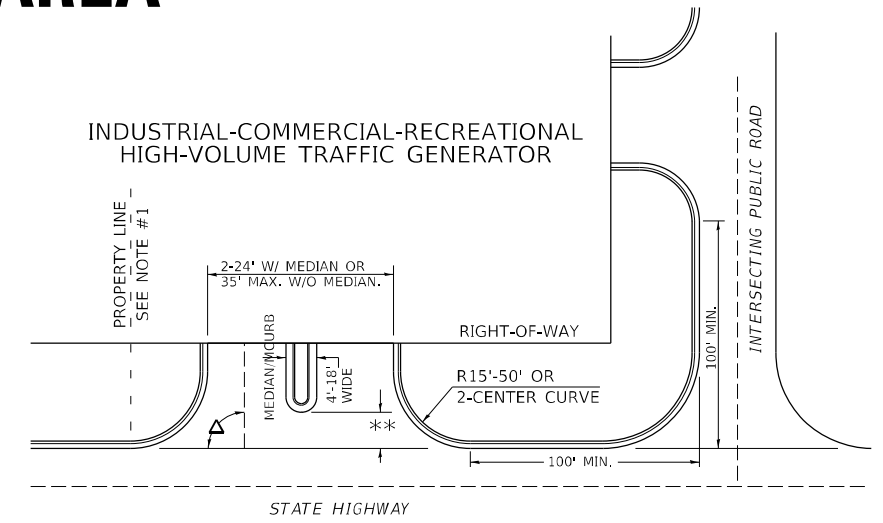 AREA
INDUSTRIAL-COMMERCIAL-RECREATIONAL
HIGH-VOLUME TRAFFIC GENERATOR
PROPERTY LINE
SEE NOTE #1
2-24' W/ MEDIAN OR
35' MAX. W/O MEDIAN.
MEDIAN/MOURB
4'-18'
WIDE
RIGHT-OF-WAY
R15'-50' OR
2-CENTER CURVE
100' MIN.
INTERSECTING PUBLIC ROAD
Δ
**
100' MIN.
STATE HIGHWAY